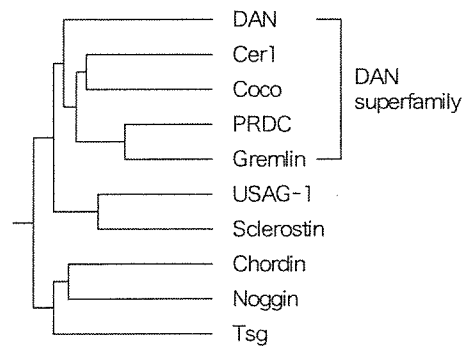 DAN
Cer1
Coco
PRDC
Gremlin
DAN
superfamily
USAG-1
Sclerostin
Chordin
Noggin
Tsg